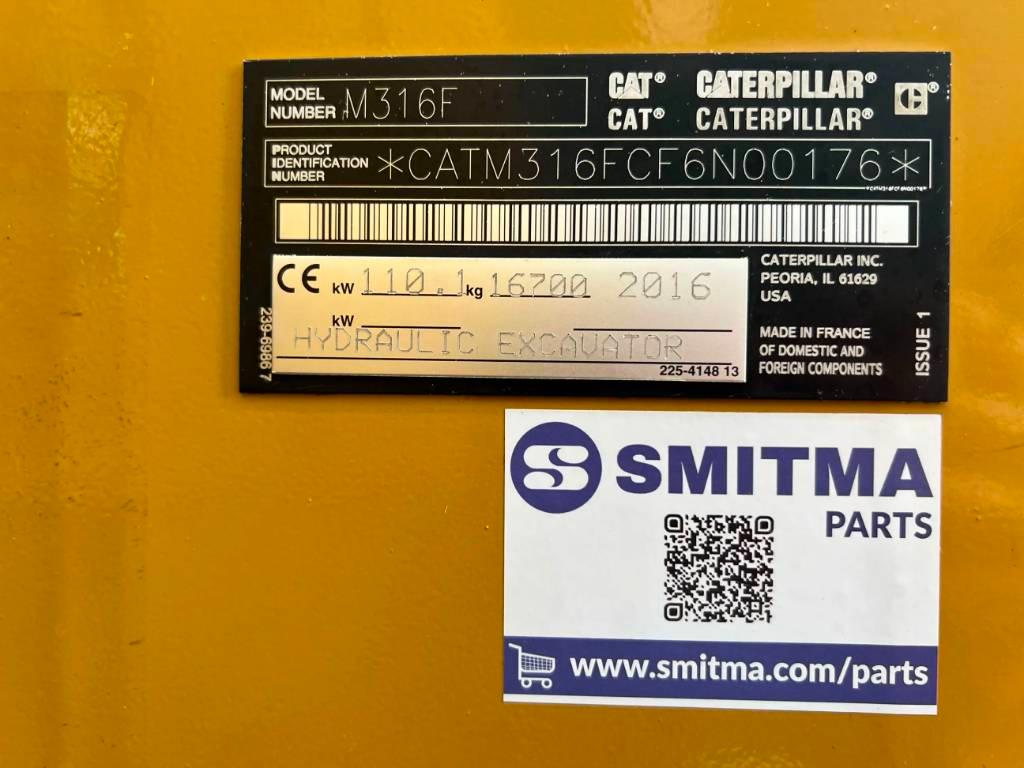 MODEL
NUMBER M316F
CAT® CATERPILLAR®
CAT® CATERPILLAR®
PRODUCT
IDENTIFICATION
NUMBER *CATM316FCF6N00176*
*CATM316FCF6N00176*
CE kW 110.1 kg 16700 2016
kW
HYDRAULIC EXCAVATOR
225-4148 13
239-6986 7
CATERPILLAR INC.
PEORIA, IL 61629
USA
MADE IN FRANCE
OF DOMESTIC AND
FOREIGN COMPONENTS
ISSUE 1
SMITMA
PARTS
www.smitma.com/parts